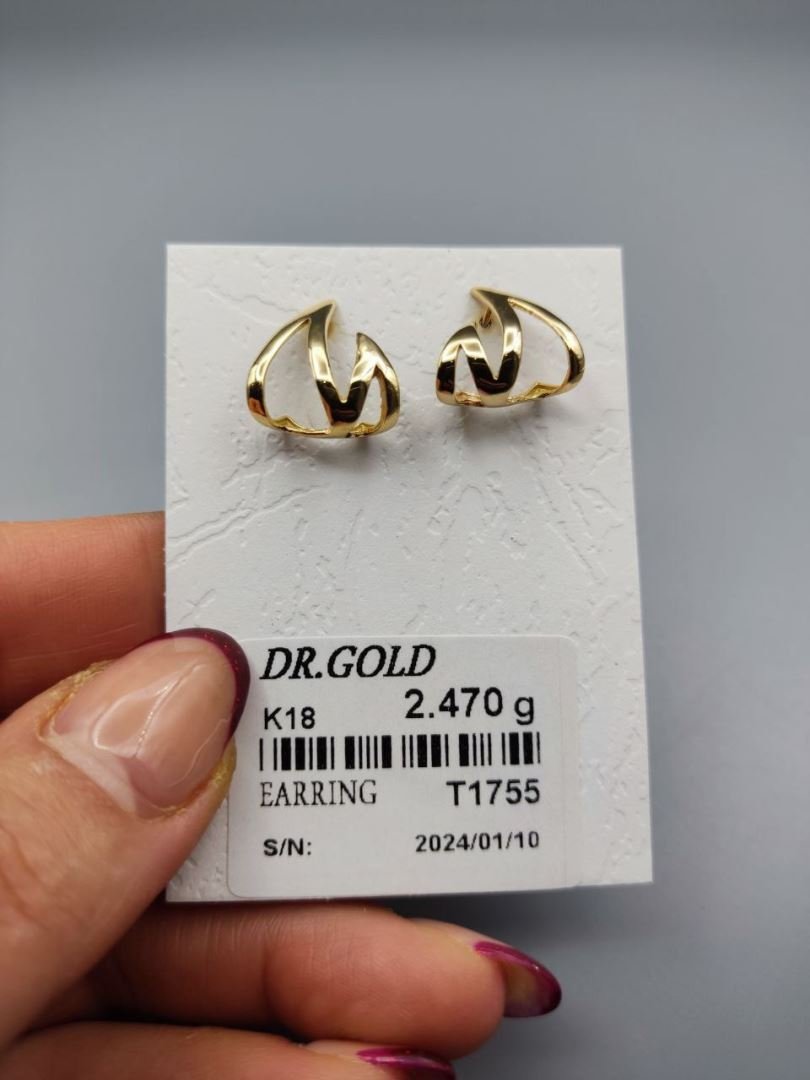 DR.GOLD
K18 2.470 g
EARRING T1755
S/N: 2024/01/10